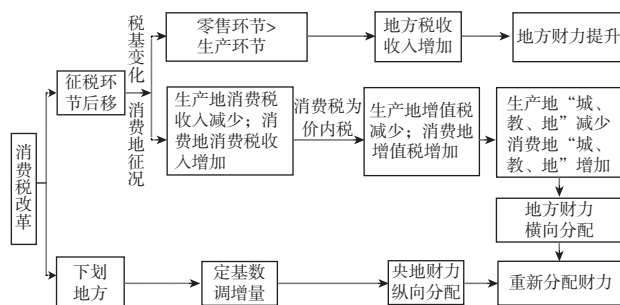 消费税改革
征税环
节后移
税基变化
消费地征况
零售环节>
生产环节
地方税收
收入增加
地方财力提升
生产地消费税
收入减少；消
费地消费税收
入增加
消费税为
价内税
生产地增值税
减少；消费地
增值税增加
生产地“城、
教、地”减少
消费地“城、
教、地”增加
地方财力
横向分配
下划
地方
定基数
调增量
央地财力
纵向分配
重新分配财力